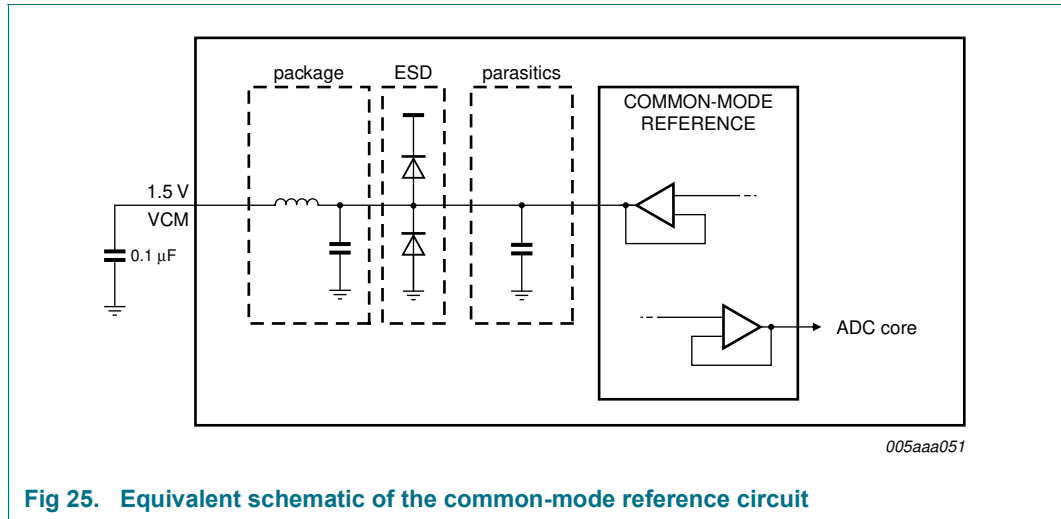 package ESD parasitics
COMMON-MODE
REFERENCE
1.5 V
VCM
0.1 μF
ADC core
005aaa051
Fig 25. Equivalent schematic of the common-mode reference circuit